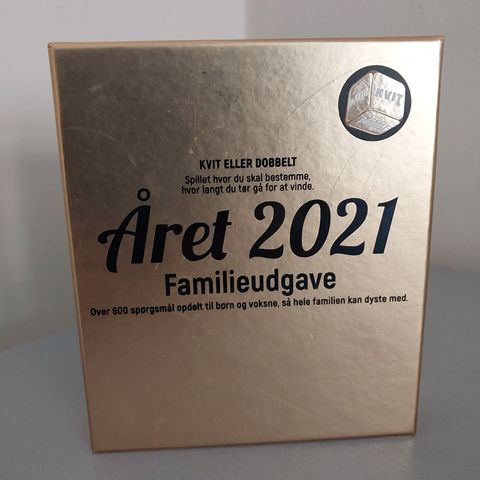 KVIT
KVIT ELLER DOBBELT
Spillet hvor du skal bestemme,
hvor langt du tør gå for at vinde.
Året 2021
Familieudgave
Over 600 spørgsmål opdelt til børn og voksne, så hele familien kan dyste med.